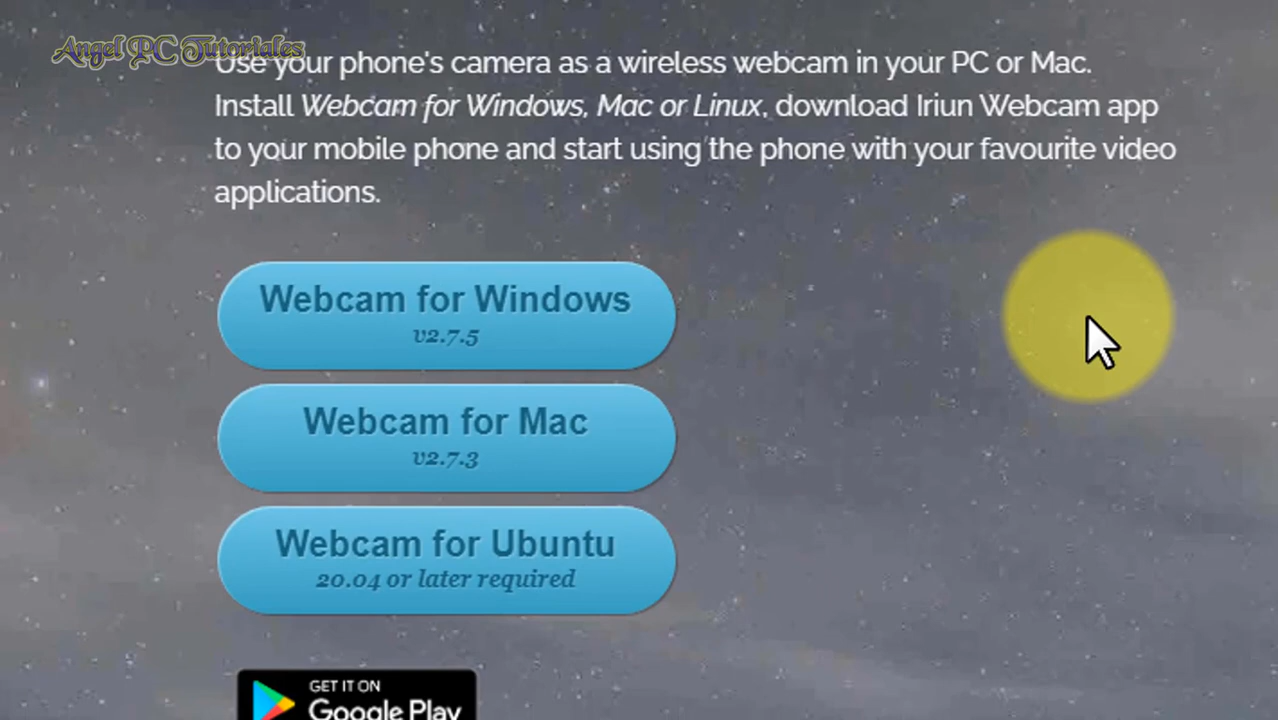 Angel PC Tutoriales
Use your phone's camera as a wireless webcam in your PC or Mac.
Install Webcam for Windows, Mac or Linux, download Iriun Webcam app
to your mobile phone and start using the phone with your favourite video
applications.
Webcam for Windows
v2.7.5
Webcam for Mac
v2.7.3
Webcam for Ubuntu
20.04 or later required
GET IT ON
Google Play